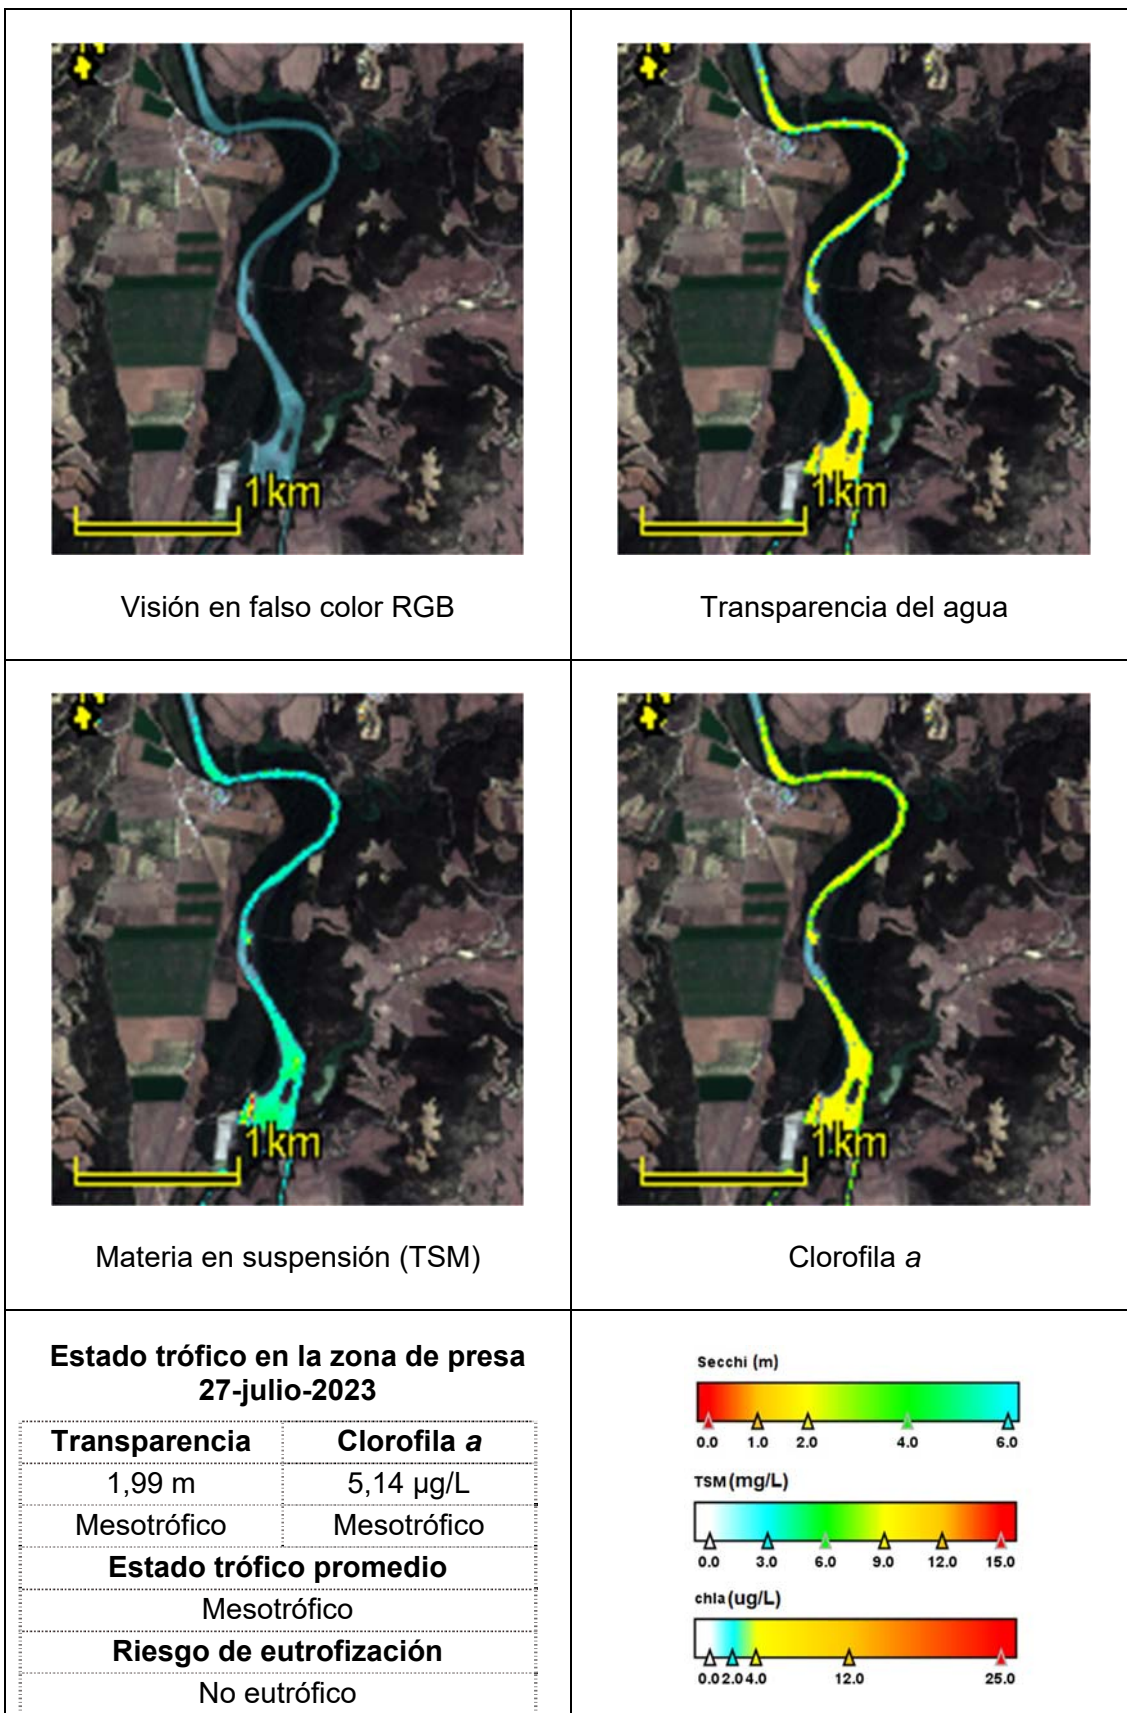 1km
1km
Visión en falso color RGB
Transparencia del agua
1km
1km
Materia en suspensión (TSM)
Clorofila a
Estado trófico en la zona de presa
27-julio-2023
Transparencia
Clorofila a
1,99 m
5,14 µg/L
Mesotrófico
Mesotrófico
Estado trófico promedio
Mesotrófico
Riesgo de eutrofización
No eutrófico
Secchi (m)
0.0 1.0 2.0 4.0 6.0
TSM (mg/L)
0.0 3.0 6.0 9.0 12.0 15.0
chla (ug/L)
0.0 2.0 4.0 12.0 25.0